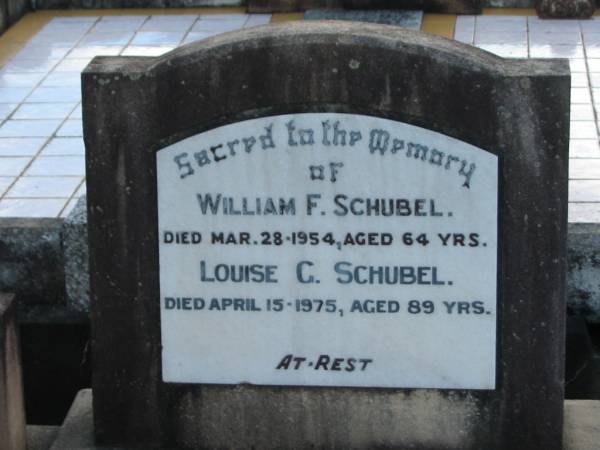 Sacred to the Memory
of
WILLIAM F. SCHUBEL.
DIED MAR. 28-1954, AGED 64 YRS.
LOUISE C. SCHUBEL.
DIED APRIL 15-1975, AGED 89 YRS.
AT-REST